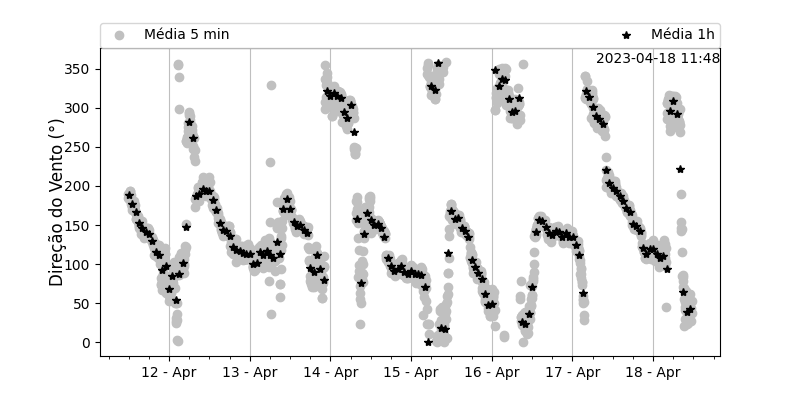 Média 5 min
Média 1h
2023-04-18 11:48
Direção do Vento (°)
350
300
250
200
150
100
50
0
12 - Apr
13 - Apr
14 - Apr
15 - Apr
16 - Apr
17 - Apr
18 - Apr